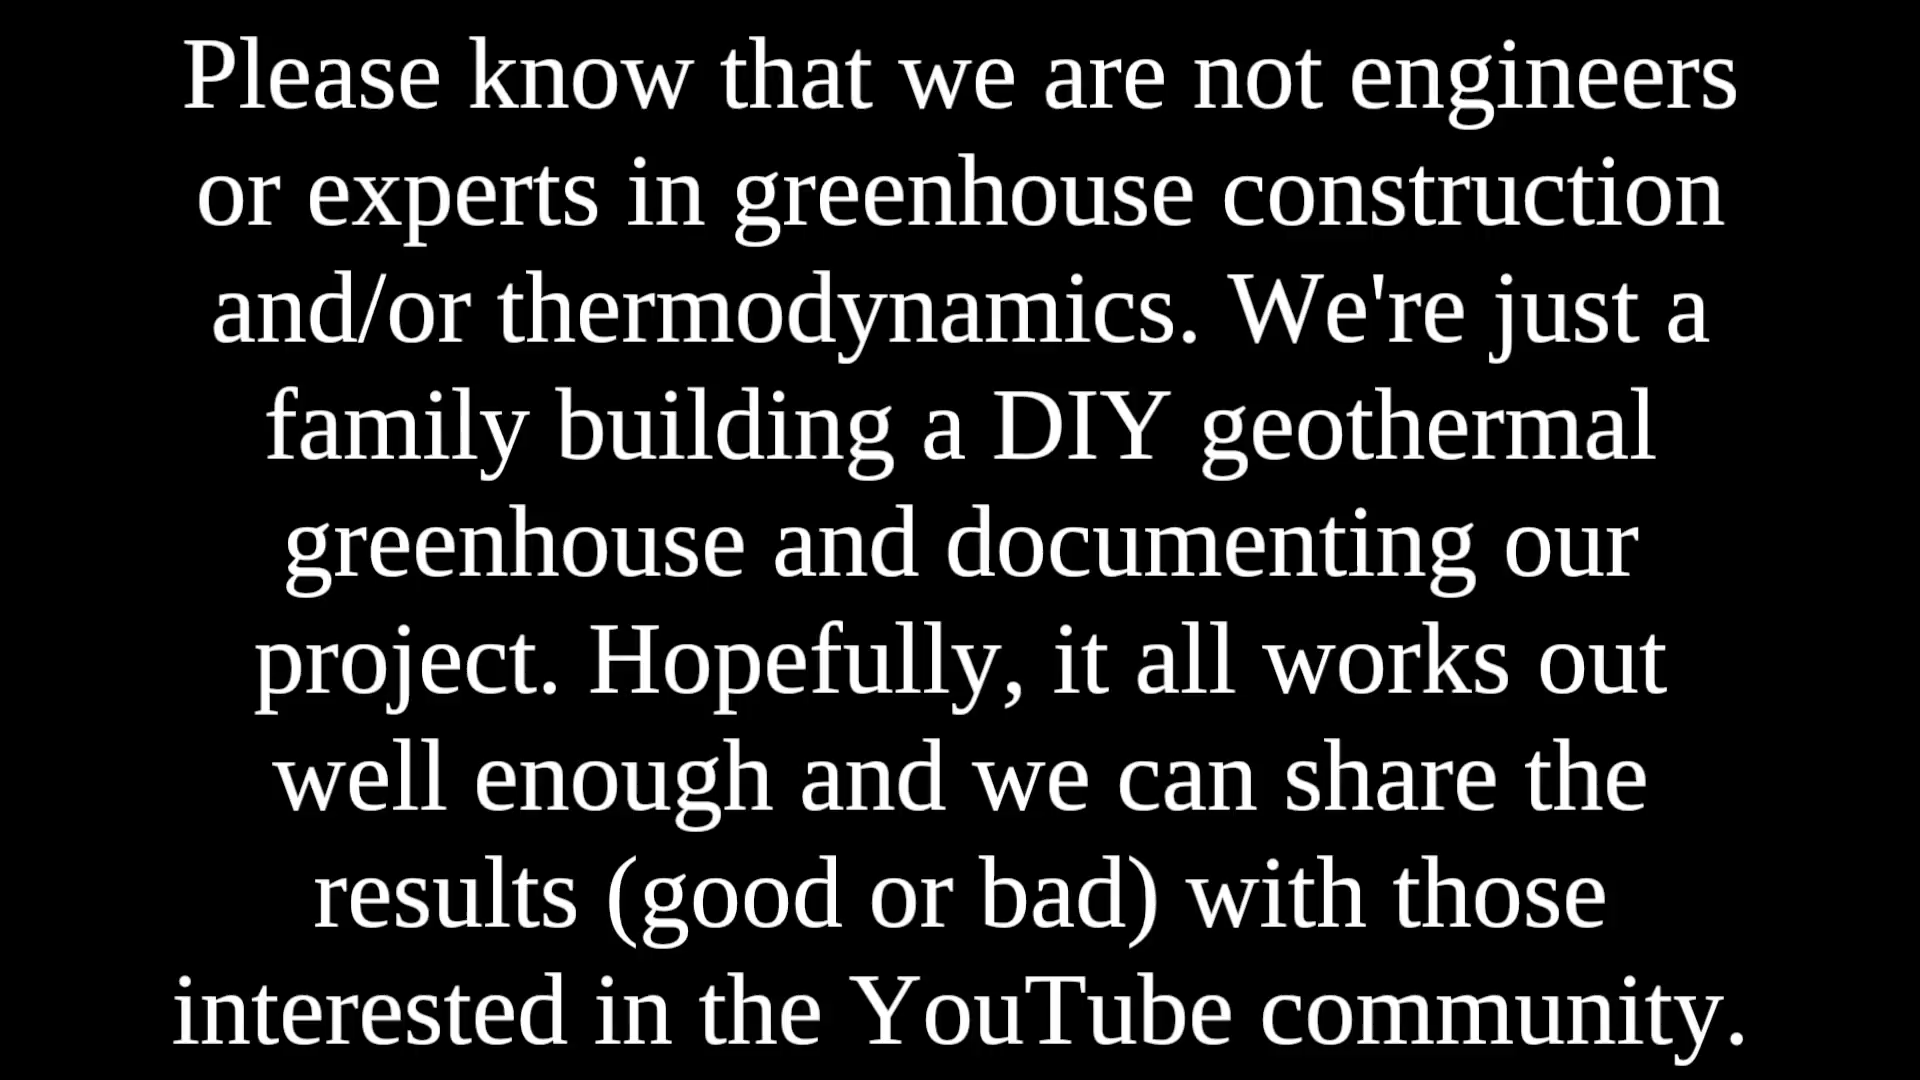 Please know that we are not engineers
or experts in greenhouse construction
and/or thermodynamics. We're just a
family building a DIY geothermal
greenhouse and documenting our
project. Hopefully, it all works out
well enough and we can share the
results (good or bad) with those
interested in the YouTube community.